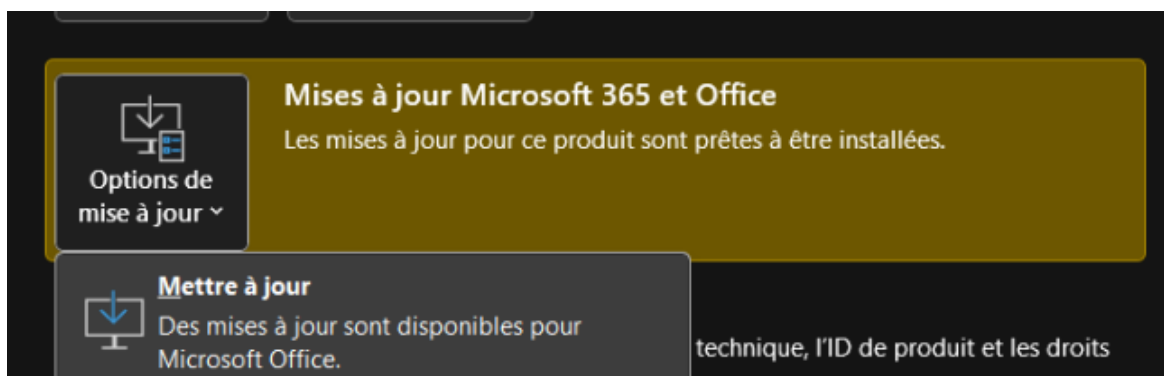 Mises à jour Microsoft 365 et Office
Les mises à jour pour ce produit sont prêtes à être installées.
Options de
mise à jour
Mettre à jour
Des mises à jour sont disponibles pour
Microsoft Office.
technique, l'ID de produit et les droits